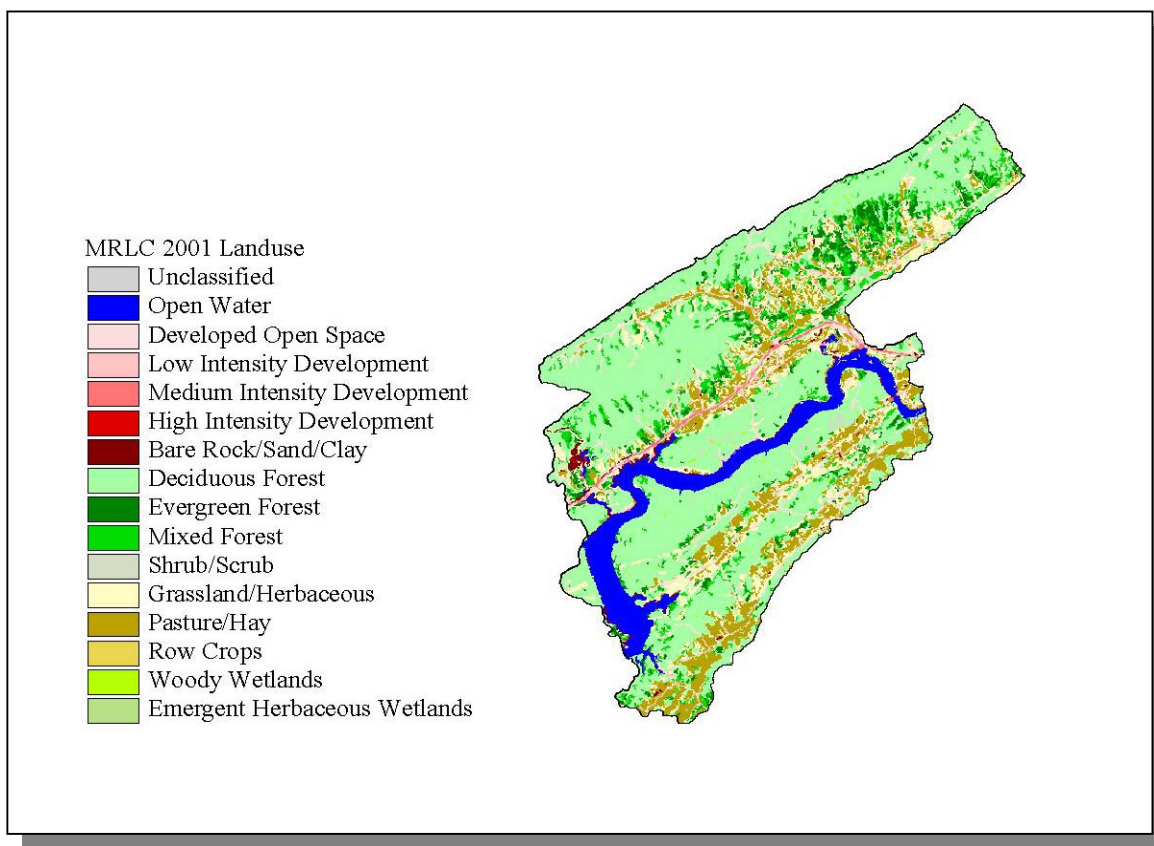 MRLC 2001 Landuse
Unclassified
Open Water
Developed Open Space
Low Intensity Development
Medium Intensity Development
High Intensity Development
Bare Rock/Sand/Clay
Deciduous Forest
Evergreen Forest
Mixed Forest
Shrub/Scrub
Grassland/Herbaceous
Pasture/Hay
Row Crops
Woody Wetlands
Emergent Herbaceous Wetlands